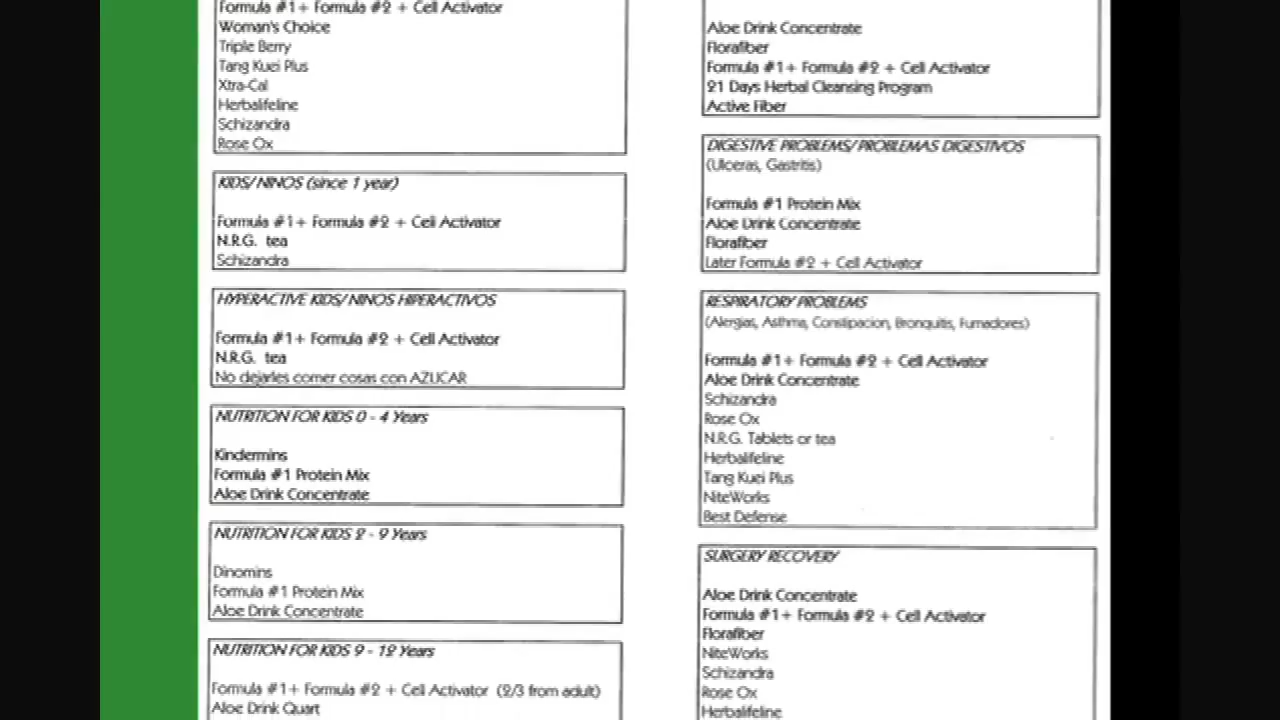 Formula #1+ Formula #2 + Cell Activator
Woman's Choice
Triple Berry
Tang Kuei Plus
Xtra-Cal
Herbalifeline
Schizandra
Rose Ox
KIDS/NINOS (since 1 year)
Formula #1+ Formula #2 + Cell Activator
N.R.G. tea
Schizandra
HYPERACTIVE KIDS/NINOS HIPERACTIVOS
Formula #1+ Formula #2 + Cell Activator
N.R.G. tea
No dejarles comer cosas con AZUCAR
NUTRITION FOR KIDS 0 - 4 Years
Kindermins
Formula #1 Protein Mix
Aloe Drink Concentrate
NUTRITION FOR KIDS 2 - 9 Years
Dinomins
Formula #1 Protein Mix
Aloe Drink Concentrate
NUTRITION FOR KIDS 9 - 12 Years
Formula #1+ Formula #2 + Cell Activator (2/3 from adult)
Aloe Drink Quart
Aloe Drink Concentrate
Florafiber
Formula #1+ Formula #2 + Cell Activator
21 Days Herbal Cleansing Program
Active Fiber
DIGESTIVE PROBLEMS/PROBLEMAS DIGESTIVOS
(Ulceras, Gastritis)
Formula #1 Protein Mix
Aloe Drink Concentrate
Florafiber
Later Formula #2 + Cell Activator
RESPIRATORY PROBLEMS
(Alergias, Asthma, Constipacion, Bronquitis, Fumadores)
Formula #1+ Formula #2 + Cell Activator
Aloe Drink Concentrate
Schizandra
Rose Ox
N.R.G. Tablets or tea
Herbalifeline
Tang Kuei Plus
NiteWorks
Best Defense
SURGERY RECOVERY
Aloe Drink Concentrate
Formula #1+ Formula #2 + Cell Activator
Florafiber
NiteWorks
Schizandra
Rose Ox
Herbalifeline